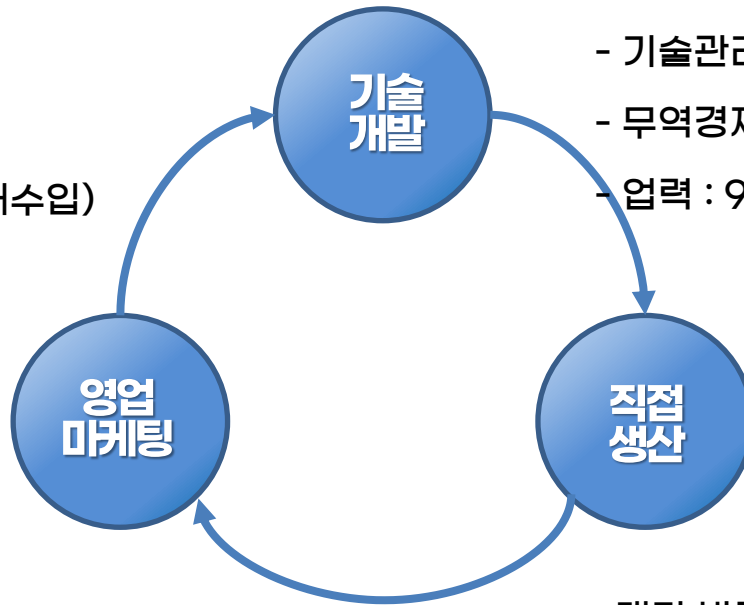 기술
개발
- 기술관
- 무역경
- 업력 : 9
수입)
영업
마케팅
직접
생산